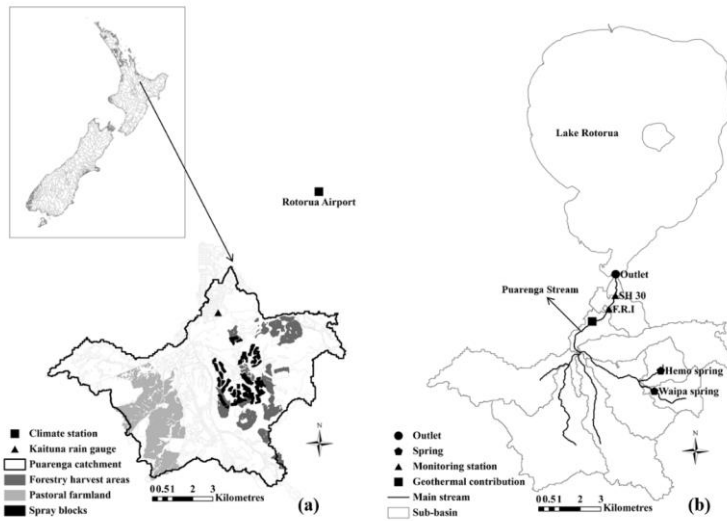 Rotorua Airport
N
Climate station
Kaituna rain gauge
Puarenga catchment
Forestry harvest areas
Pastoral farmland
Spray blocks
0 0.5 1 2 3
Kilometres
(a)
Lake Rotorua
Outlet
Puarenga Stream
SH 30
F.R.I
Hemo spring
Waipa spring
N
Outlet
Spring
Monitoring station
Geothermal contribution
Main stream
Sub-basin
0 0.5 1 2 3
Kilometres
(b)